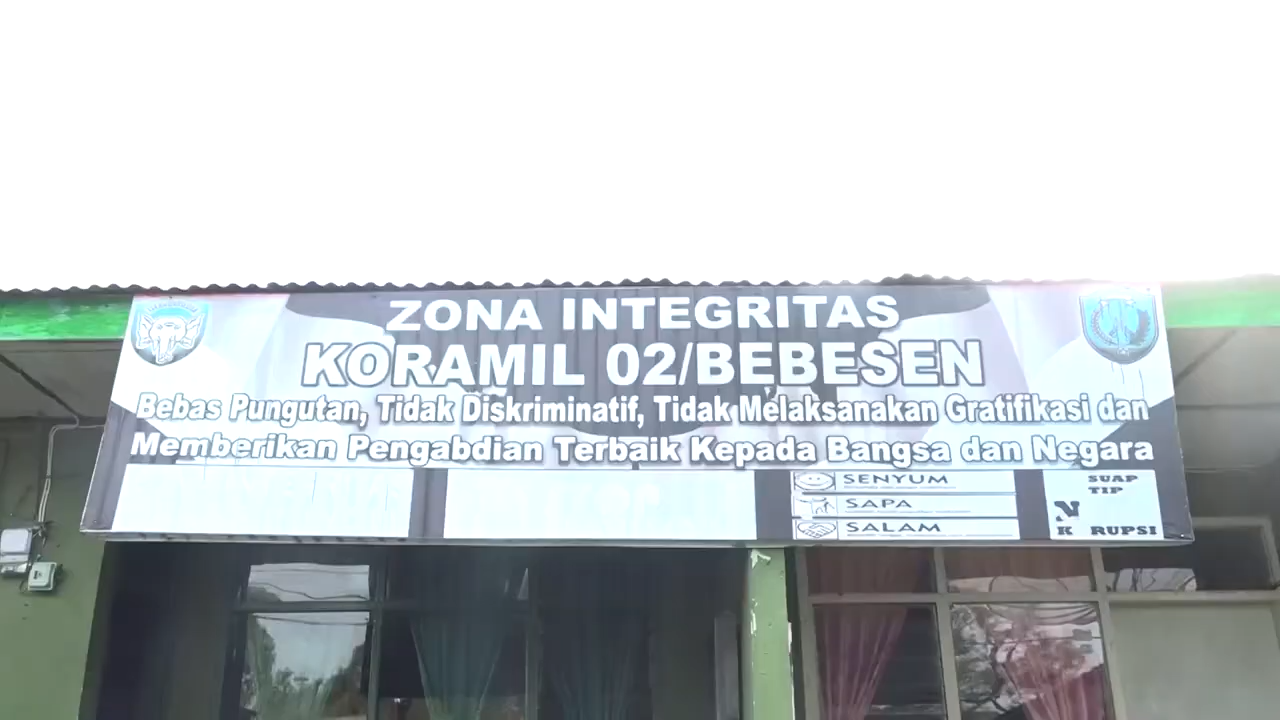 ZONA INTEGRITAS
KORAMIL 02/BEBESEN
Bebas Pungutan, Tidak Diskriminatif, Tidak Melaksanakan Gratifikasi dan
Memberikan Pengabdian Terbaik Kepada Bangsa dan Negara
SENYUM
SAPA
SALAM
SUAP
TIP
N
K RUPSI